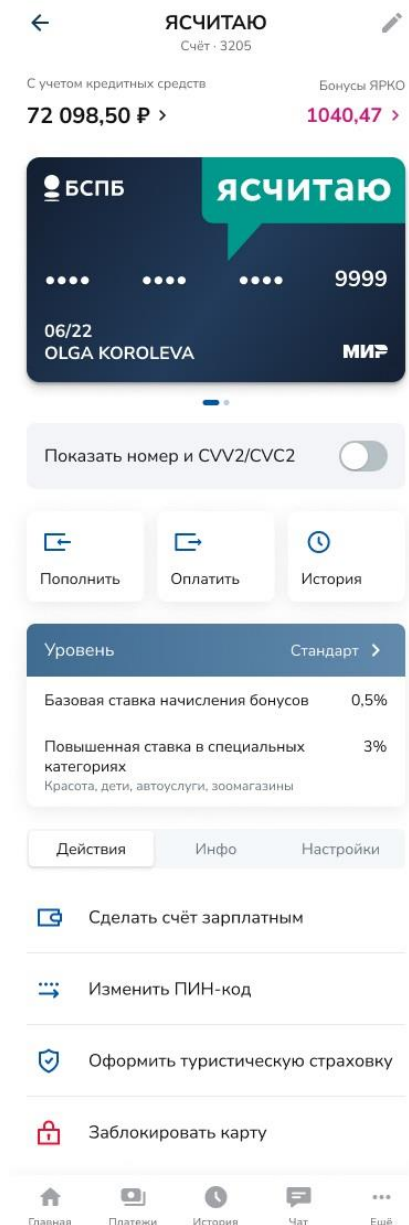 ЯСЧИТАЮ
Счёт · 3205
С учетом кредитных средств
Бонусы ЯРКО
72 098,50 ₽ >
1040,47 >
БСПБ
ясчитаю
•••• •••• •••• 9999
06/22
OLGA KOROLEVA
МИР
Показать номер и CVV2/CVC2
Пополнить
Оплатить
История
Уровень
Стандарт >
Базовая ставка начисления бонусов 0,5%
Повышенная ставка в специальных 3%
категориях
Красота, дети, автоуслуги, зоомагазины
Действия
Инфо
Настройки
Сделать счёт зарплатным
Изменить ПИН-код
Оформить туристическую страховку
Заблокировать карту
Главная
Платежи
История
Чат
Ещё